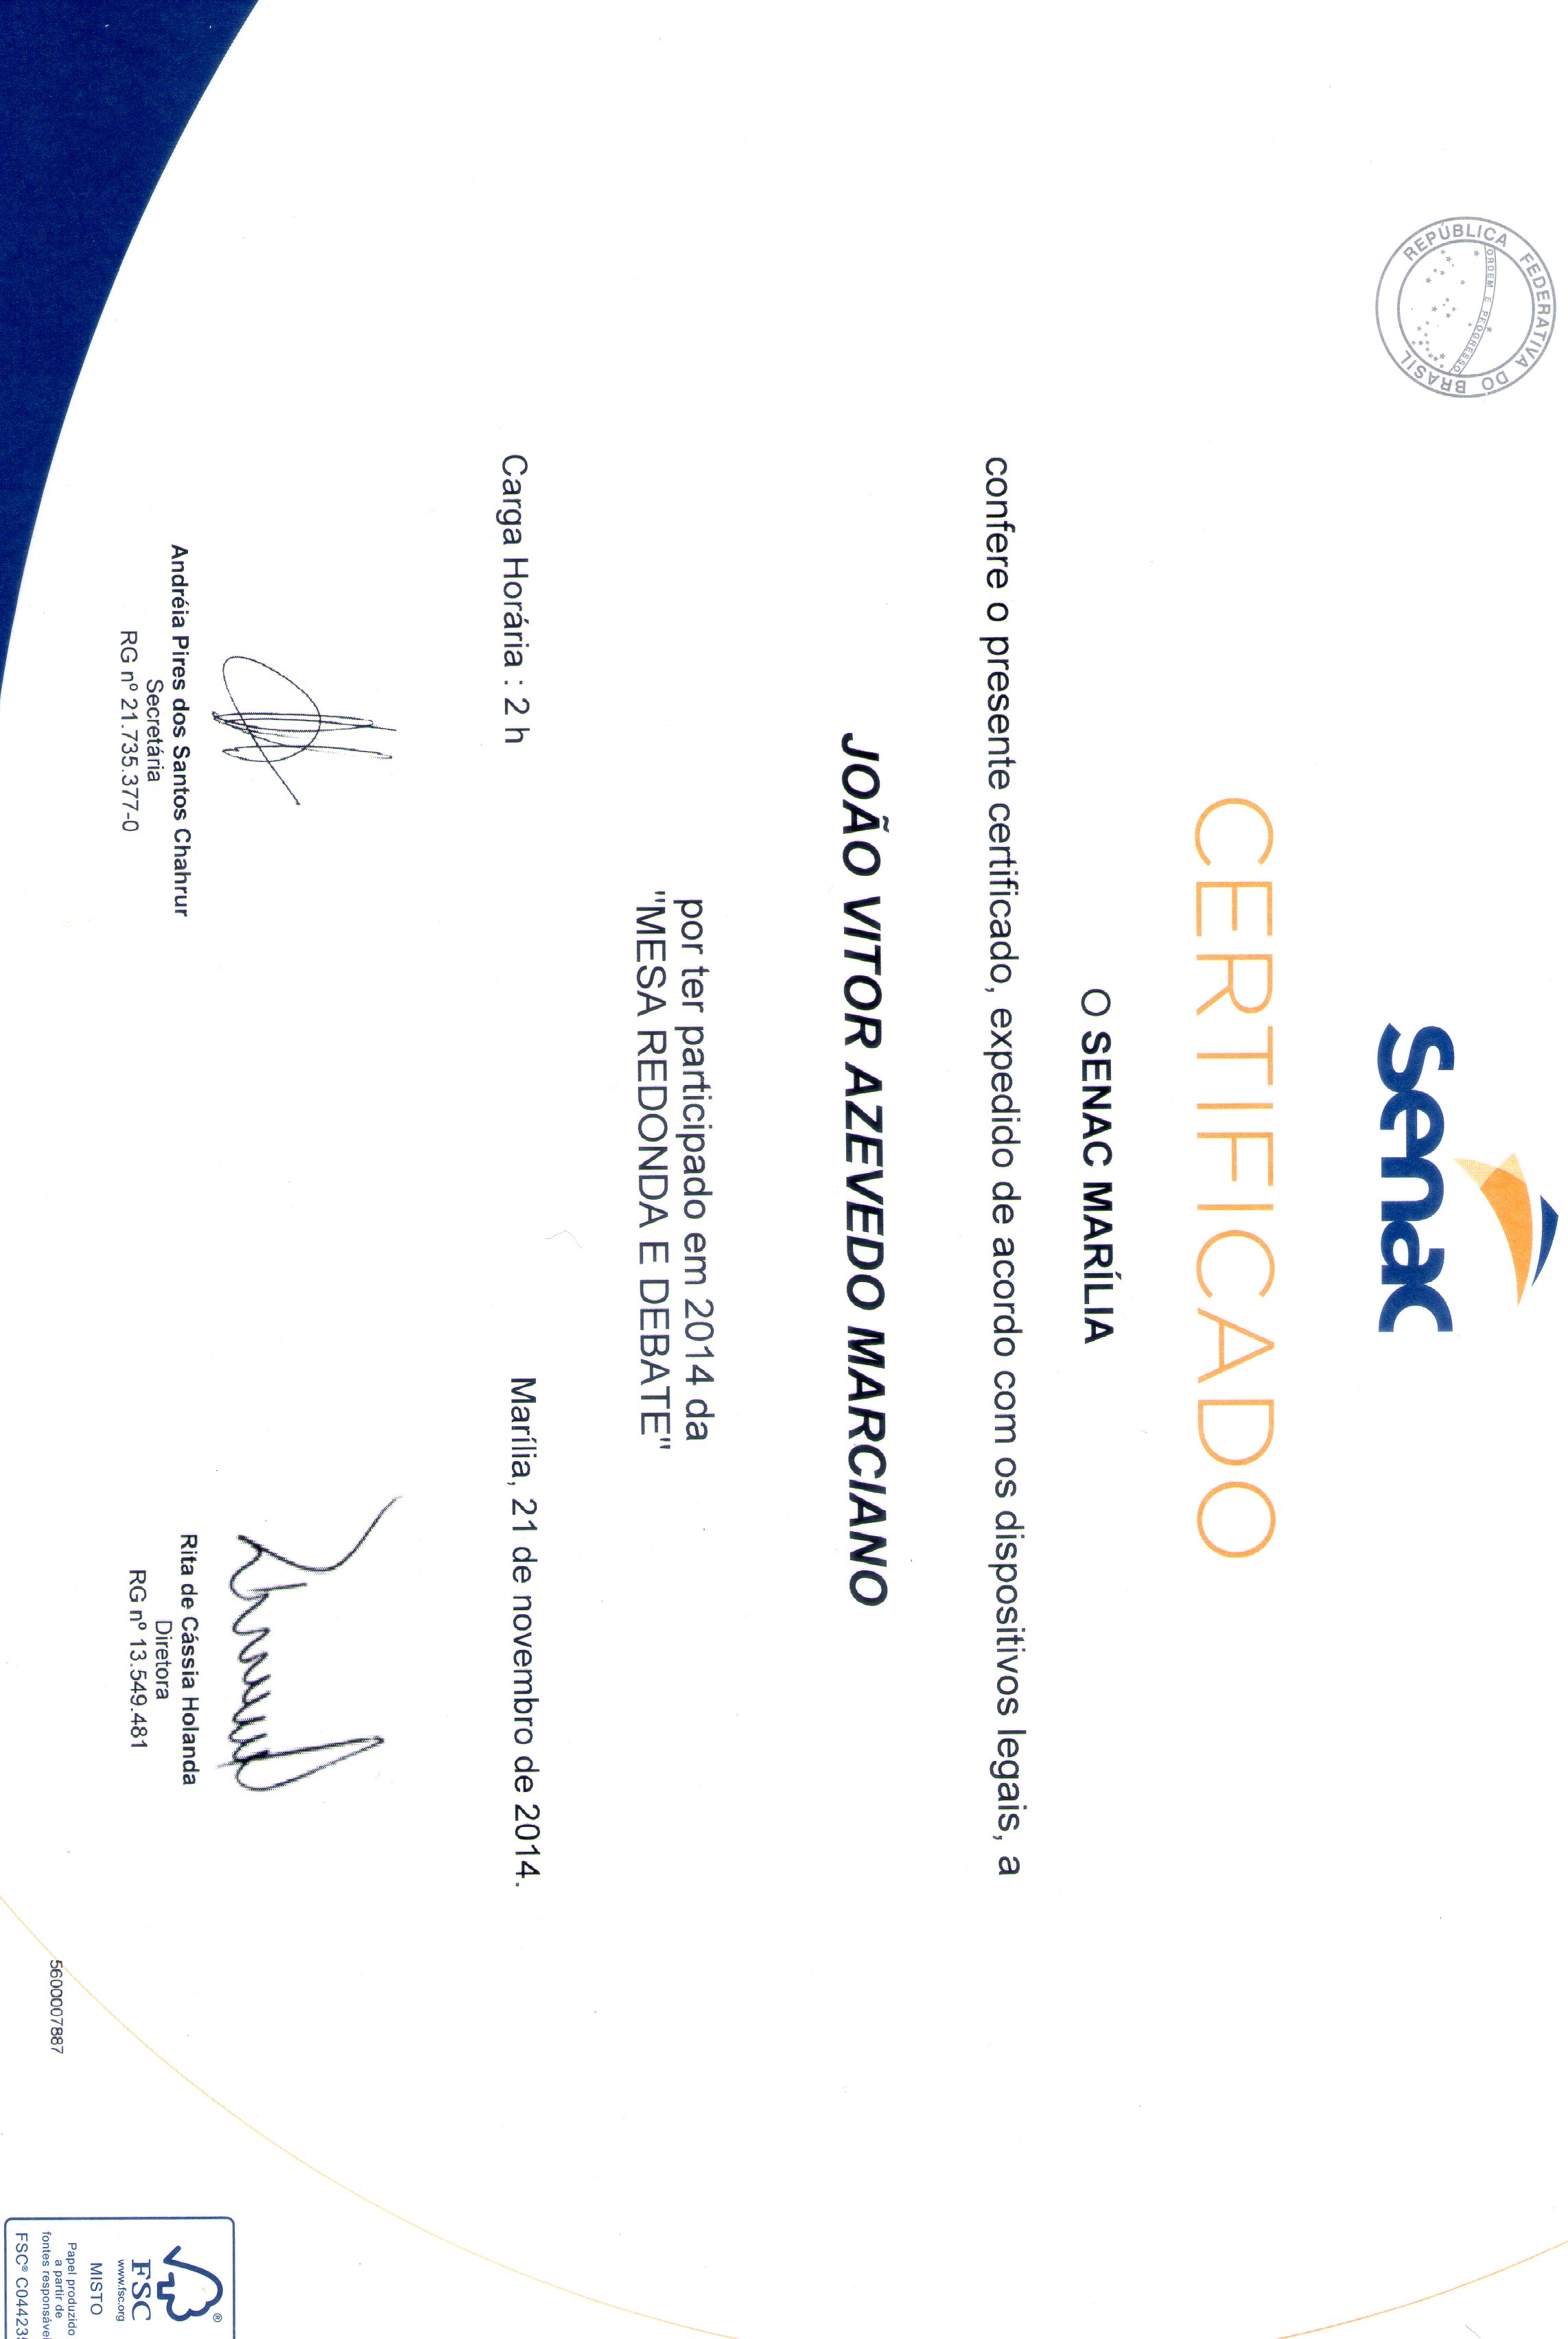 REPÚBLICA FEDERATIVA DO BRASIL
ORDEM E PROGRESSO
Senac
CERTIFICADO
O SENAC MARÍLIA
confere o presente certificado, expedido de acordo com os dispositivos legais, a
JOÃO VITOR AZEVEDO MARCIANO
por ter participado em 2014 da
"MESA REDONDA E DEBATE"
Carga Horária : 2 h
Marília, 21 de novembro de 2014.
Andréia Pires dos Santos Chahrur
Secretária
RG nº 21.735.377-0
Rita de Cássia Holanda
Diretora
RG nº 13.549.481
5600007887
®
FSC
www.fsc.org
MISTO
Papel produzido
a partir de
fontes responsávei
FSC® C04423